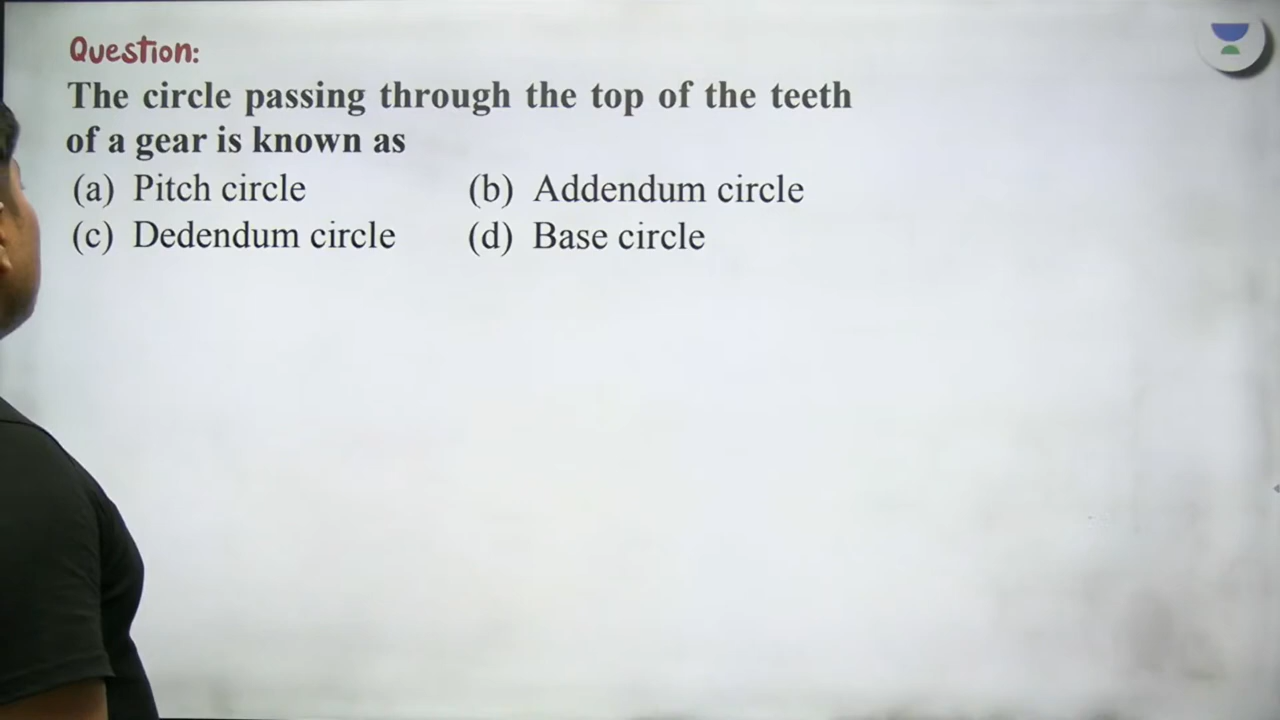 Question:
The circle passing through the top of the teeth
of a gear is known as
(a) Pitch circle (b) Addendum circle
(c) Dedendum circle (d) Base circle